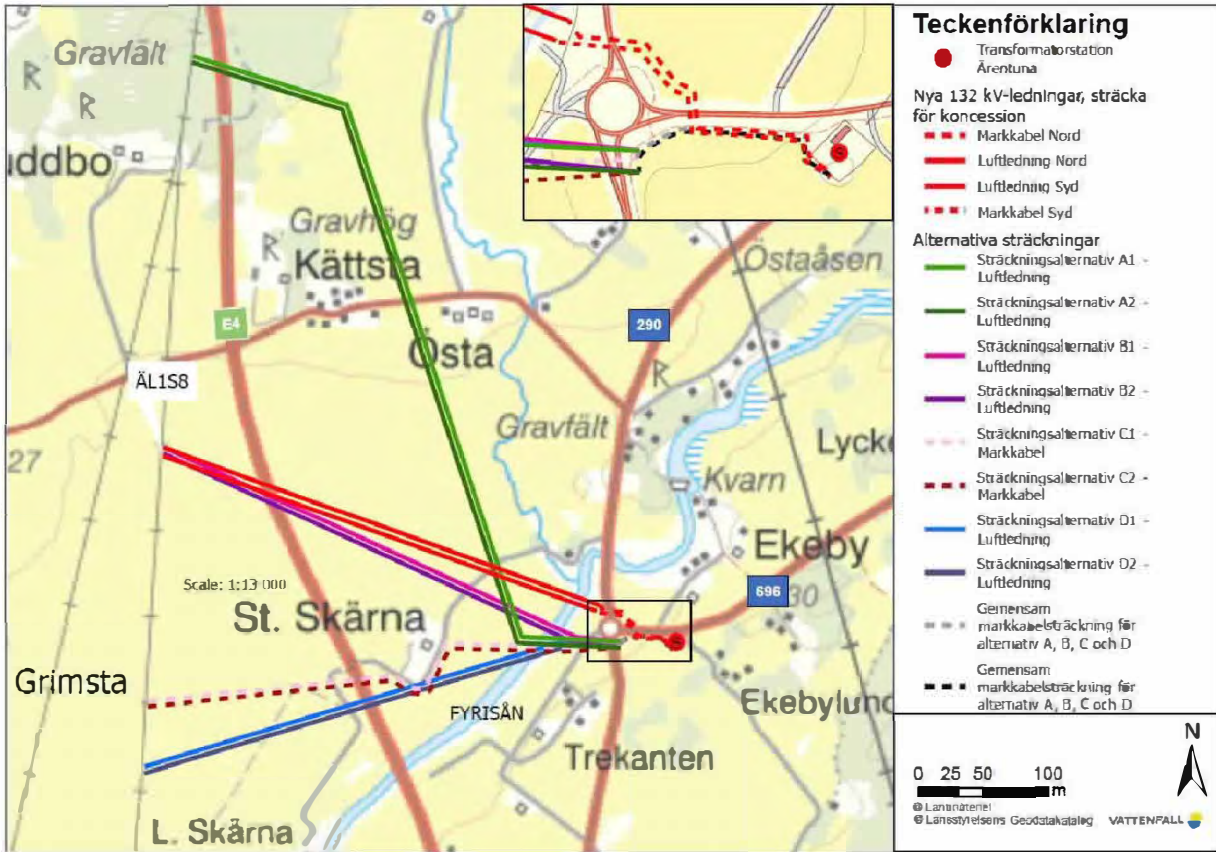 Gravfält
R
R
uddbo
Gravhög
R
Kättsta
E4
Östa
ÄL1S8
27
Östaåsen
290
R
Gravfält
Lycke
Kvarn
Ekeby
696
30
Scale: 1:13 000
St. Skärna
Grimsta
FYRISÅN
Ekebylund
Trekanten
L. Skärna
Teckenförklaring
Transformatorstation
Ärentuna
Nya 132 kV-ledningar, sträcka
för koncession
Markkabel Nord
Luftledning Nord
Luftledning Syd
Markkabel Syd
Alternativa sträckningar
Sträckningsalternativ A1 -
Luftledning
Sträckningsalternativ A2 -
Luftledning
Sträckningsalternativ B1 -
Luftledning
Sträckningsalternativ B2 -
Luftledning
Sträckningsalternativ C1 -
Markkabel
Sträckningsalternativ C2 -
Markkabel
Sträckningsalternativ D1 -
Luftledning
Sträckningsalternativ D2 -
Luftledning
Gemensam
markkabelsträckning för
alternativ A, B, C och D
Gemensam
markkabelsträckning för
alternativ A, B, C och D
N
0 25 50 100
m
© Lantmäteriet
© Länsstyrelsens Geodatakatalog VATTENFALL